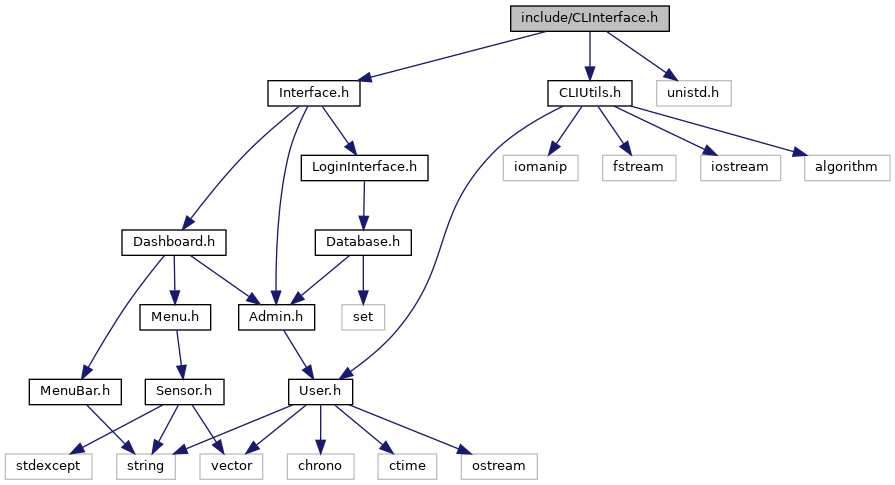 include/CLInterface.h
Interface.h
CLIUtils.h
unistd.h
LoginInterface.h
iomanip
fstream
iostream
algorithm
Dashboard.h
Database.h
Menu.h
Admin.h
set
MenuBar.h
Sensor.h
User.h
stdexcept
string
vector
chrono
ctime
ostream